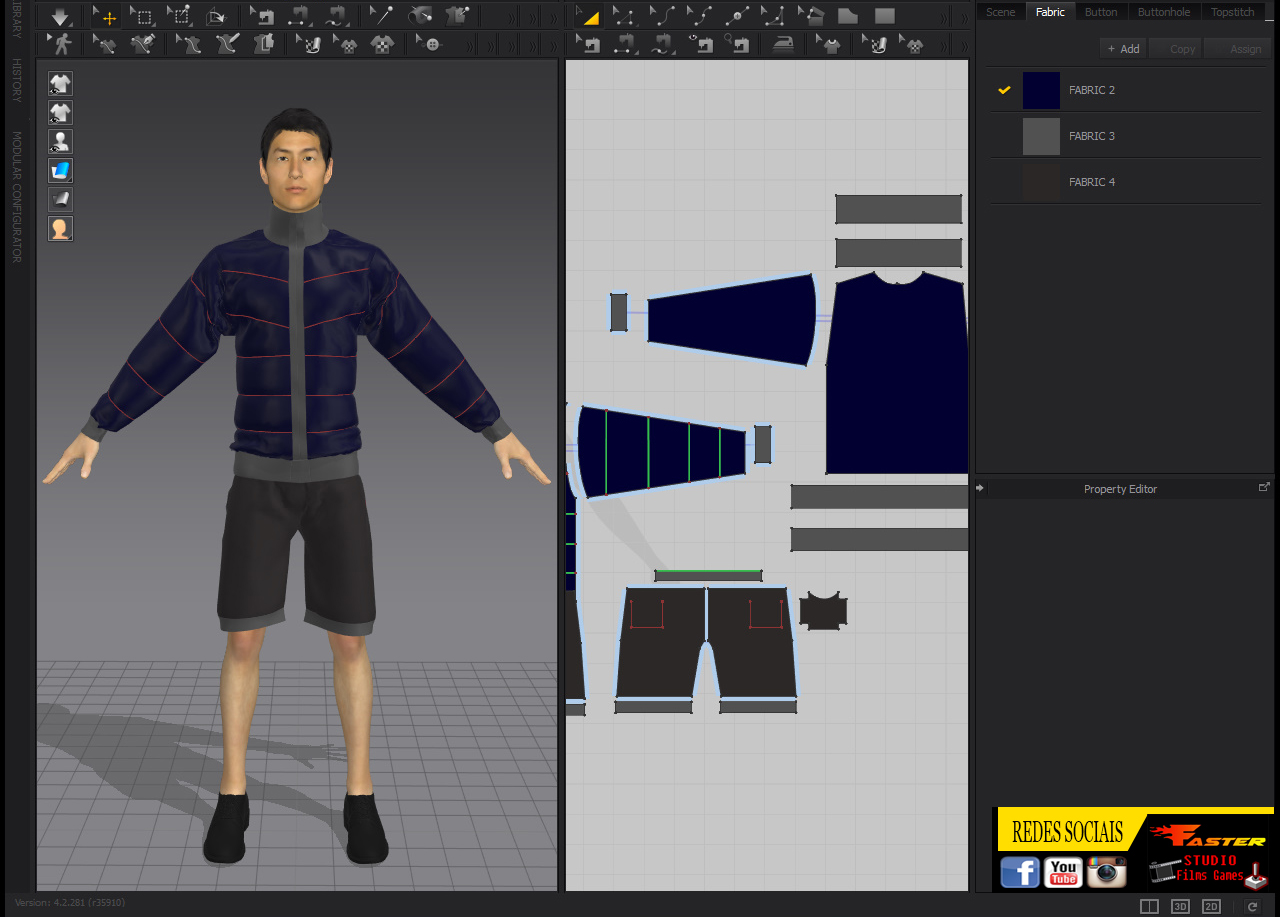 LIBRARY
HISTORY
MODULAR CONFIGURATOR
Scene Fabric Button Buttonhole Topstitch
+ Add Copy Assign
FABRIC 2
FABRIC 3
FABRIC 4
Property Editor
REDES SOCIAIS
You
Tube
FASTER
STUDIO
Films Games
Version: 4.2.281 (r35910)
3D 2D